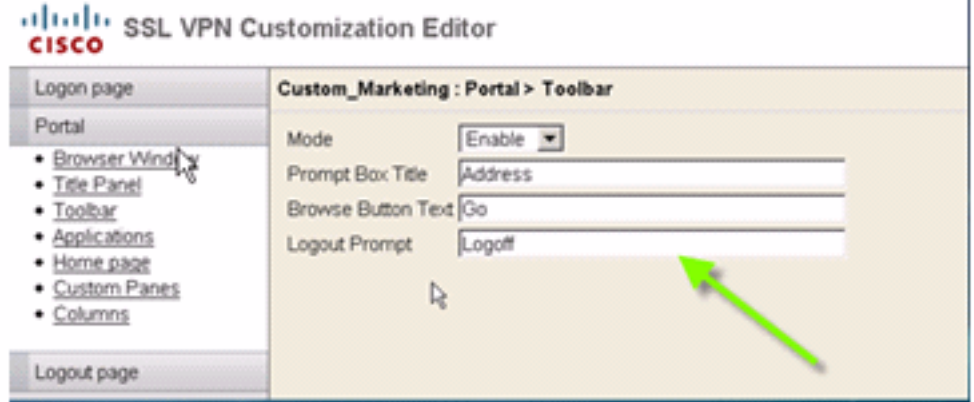 CISCO SSL VPN Customization Editor
Logon page
Portal
Browser Window
Title Panel
Toolbar
Applications
Home page
Custom Panes
Columns
Logout page
Custom_Marketing : Portal > Toolbar
Mode Enable
Prompt Box Title Address
Browse Button Text Go
Logout Prompt Logoff